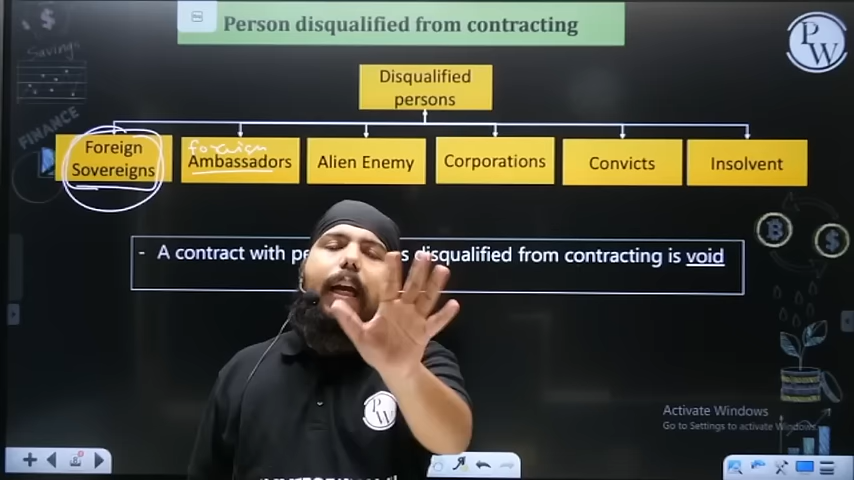 Savings
FINANCE
Person disqualified from contracting
P
W
Disqualified
persons
Foreign
Sovereigns
foreign
Ambassadors
Alien Enemy
Corporations
Convicts
Insolvent
- A contract with pe s disqualified from contracting is void
B
$
$
P
W
Activate Windows
Go to Settings to activate Windows.